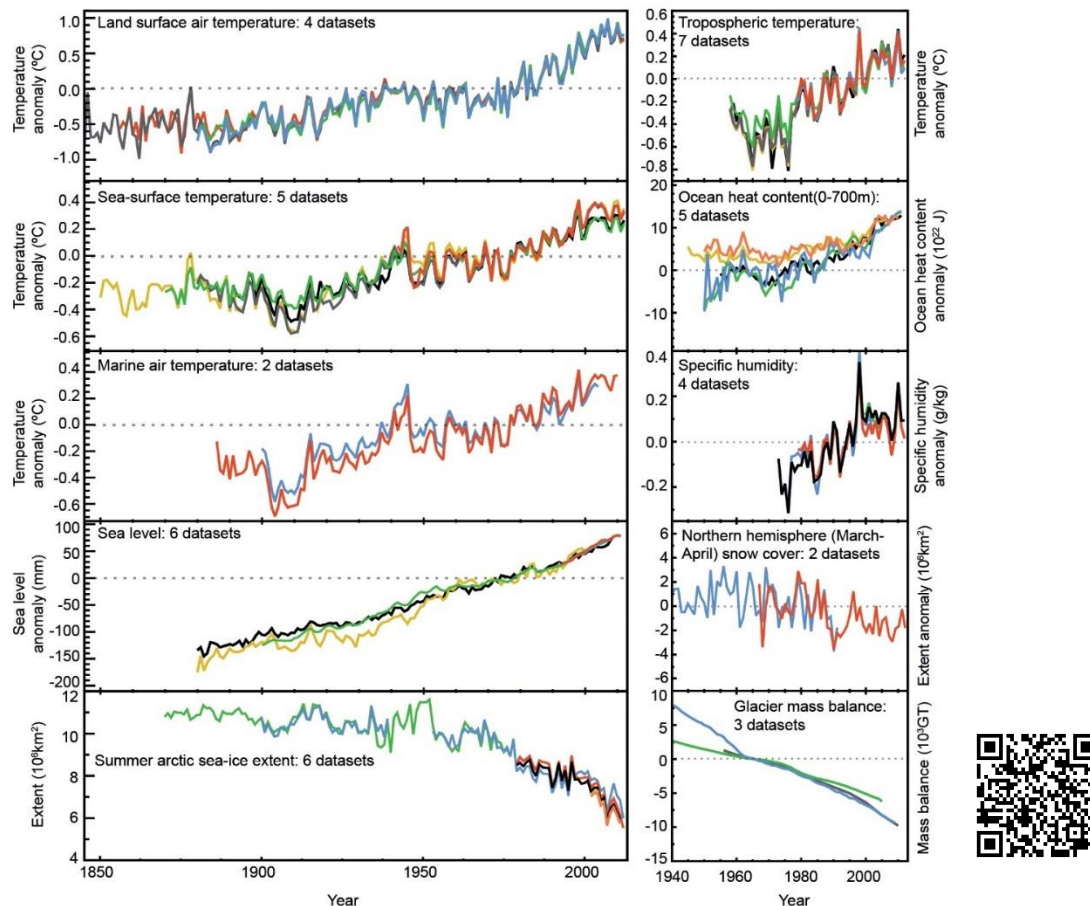 Land surface air temperature: 4 datasets
1.0
0.5
0.0
-0.5
-1.0
Temperature
anomaly (ºC)
Sea-surface temperature: 5 datasets
0.4
0.2
0.0
-0.2
-0.4
-0.6
Temperature
anomaly (ºC)
Marine air temperature: 2 datasets
0.4
0.2
0.0
-0.2
-0.4
-0.6
Temperature
anomaly (ºC)
Sea level: 6 datasets
100
50
0
-50
-100
-150
-200
Sea level
anomaly (mm)
Summer arctic sea-ice extent: 6 datasets
12
10
8
6
4
Extent (10⁶km²)
1850
1900
1950
2000
Year
Tropospheric temperature:
7 datasets
0.6
0.4
0.2
0.0
-0.2
-0.4
-0.6
-0.8
Temperature
anomaly (ºC)
Ocean heat content(0-700m):
5 datasets
20
10
0
-10
Ocean heat content
anomaly (10²² J)
Specific humidity:
4 datasets
0.4
0.2
0.0
-0.2
Specific humidity
anomaly (g/kg)
Northern hemisphere (March-
April) snow cover: 2 datasets
6
4
2
0
-2
-4
-6
Extent anomaly (10⁶km²)
Glacier mass balance:
3 datasets
10
5
0
-5
-10
-15
Mass balance (10³GT)
1940
1960
1980
2000
Year